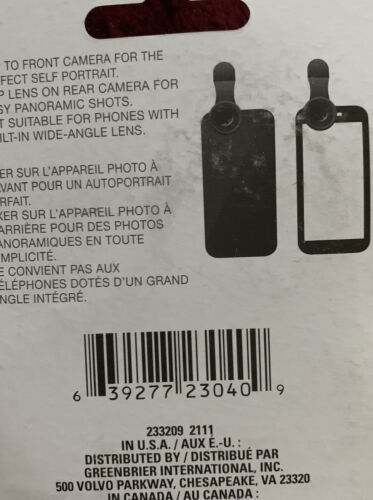 TO FRONT CAMERA FOR THE
FECT SELF PORTRAIT.
P LENS ON REAR CAMERA FOR
SY PANORAMIC SHOTS.
T SUITABLE FOR PHONES WITH
ILT-IN WIDE-ANGLE LENS.
XER SUR L'APPAREIL PHOTO À
AVANT POUR UN AUTOPORTRAIT
RFAIT.
XER SUR L'APPAREIL PHOTO À
ARRIÈRE POUR DES PHOTOS
ANORAMIQUES EN TOUTE
MPLICITÉ.
E CONVIENT PAS AUX
ÉLÉPHONES DOTÉS D'UN GRAND
NGLE INTÉGRÉ.
6 39277 23040 9
233209 2111
IN U.S.A. / AUX É.-U. :
DISTRIBUTED BY / DISTRIBUÉ PAR
GREENBRIER INTERNATIONAL, INC.
500 VOLVO PARKWAY, CHESAPEAKE, VA 23320
IN CANADA / AU CANADA :